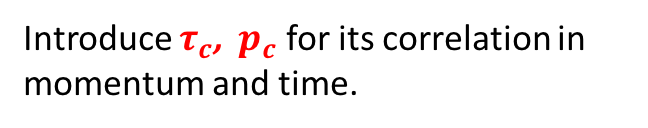 Introduce τ_c, p_c for its correlation in
momentum and time.